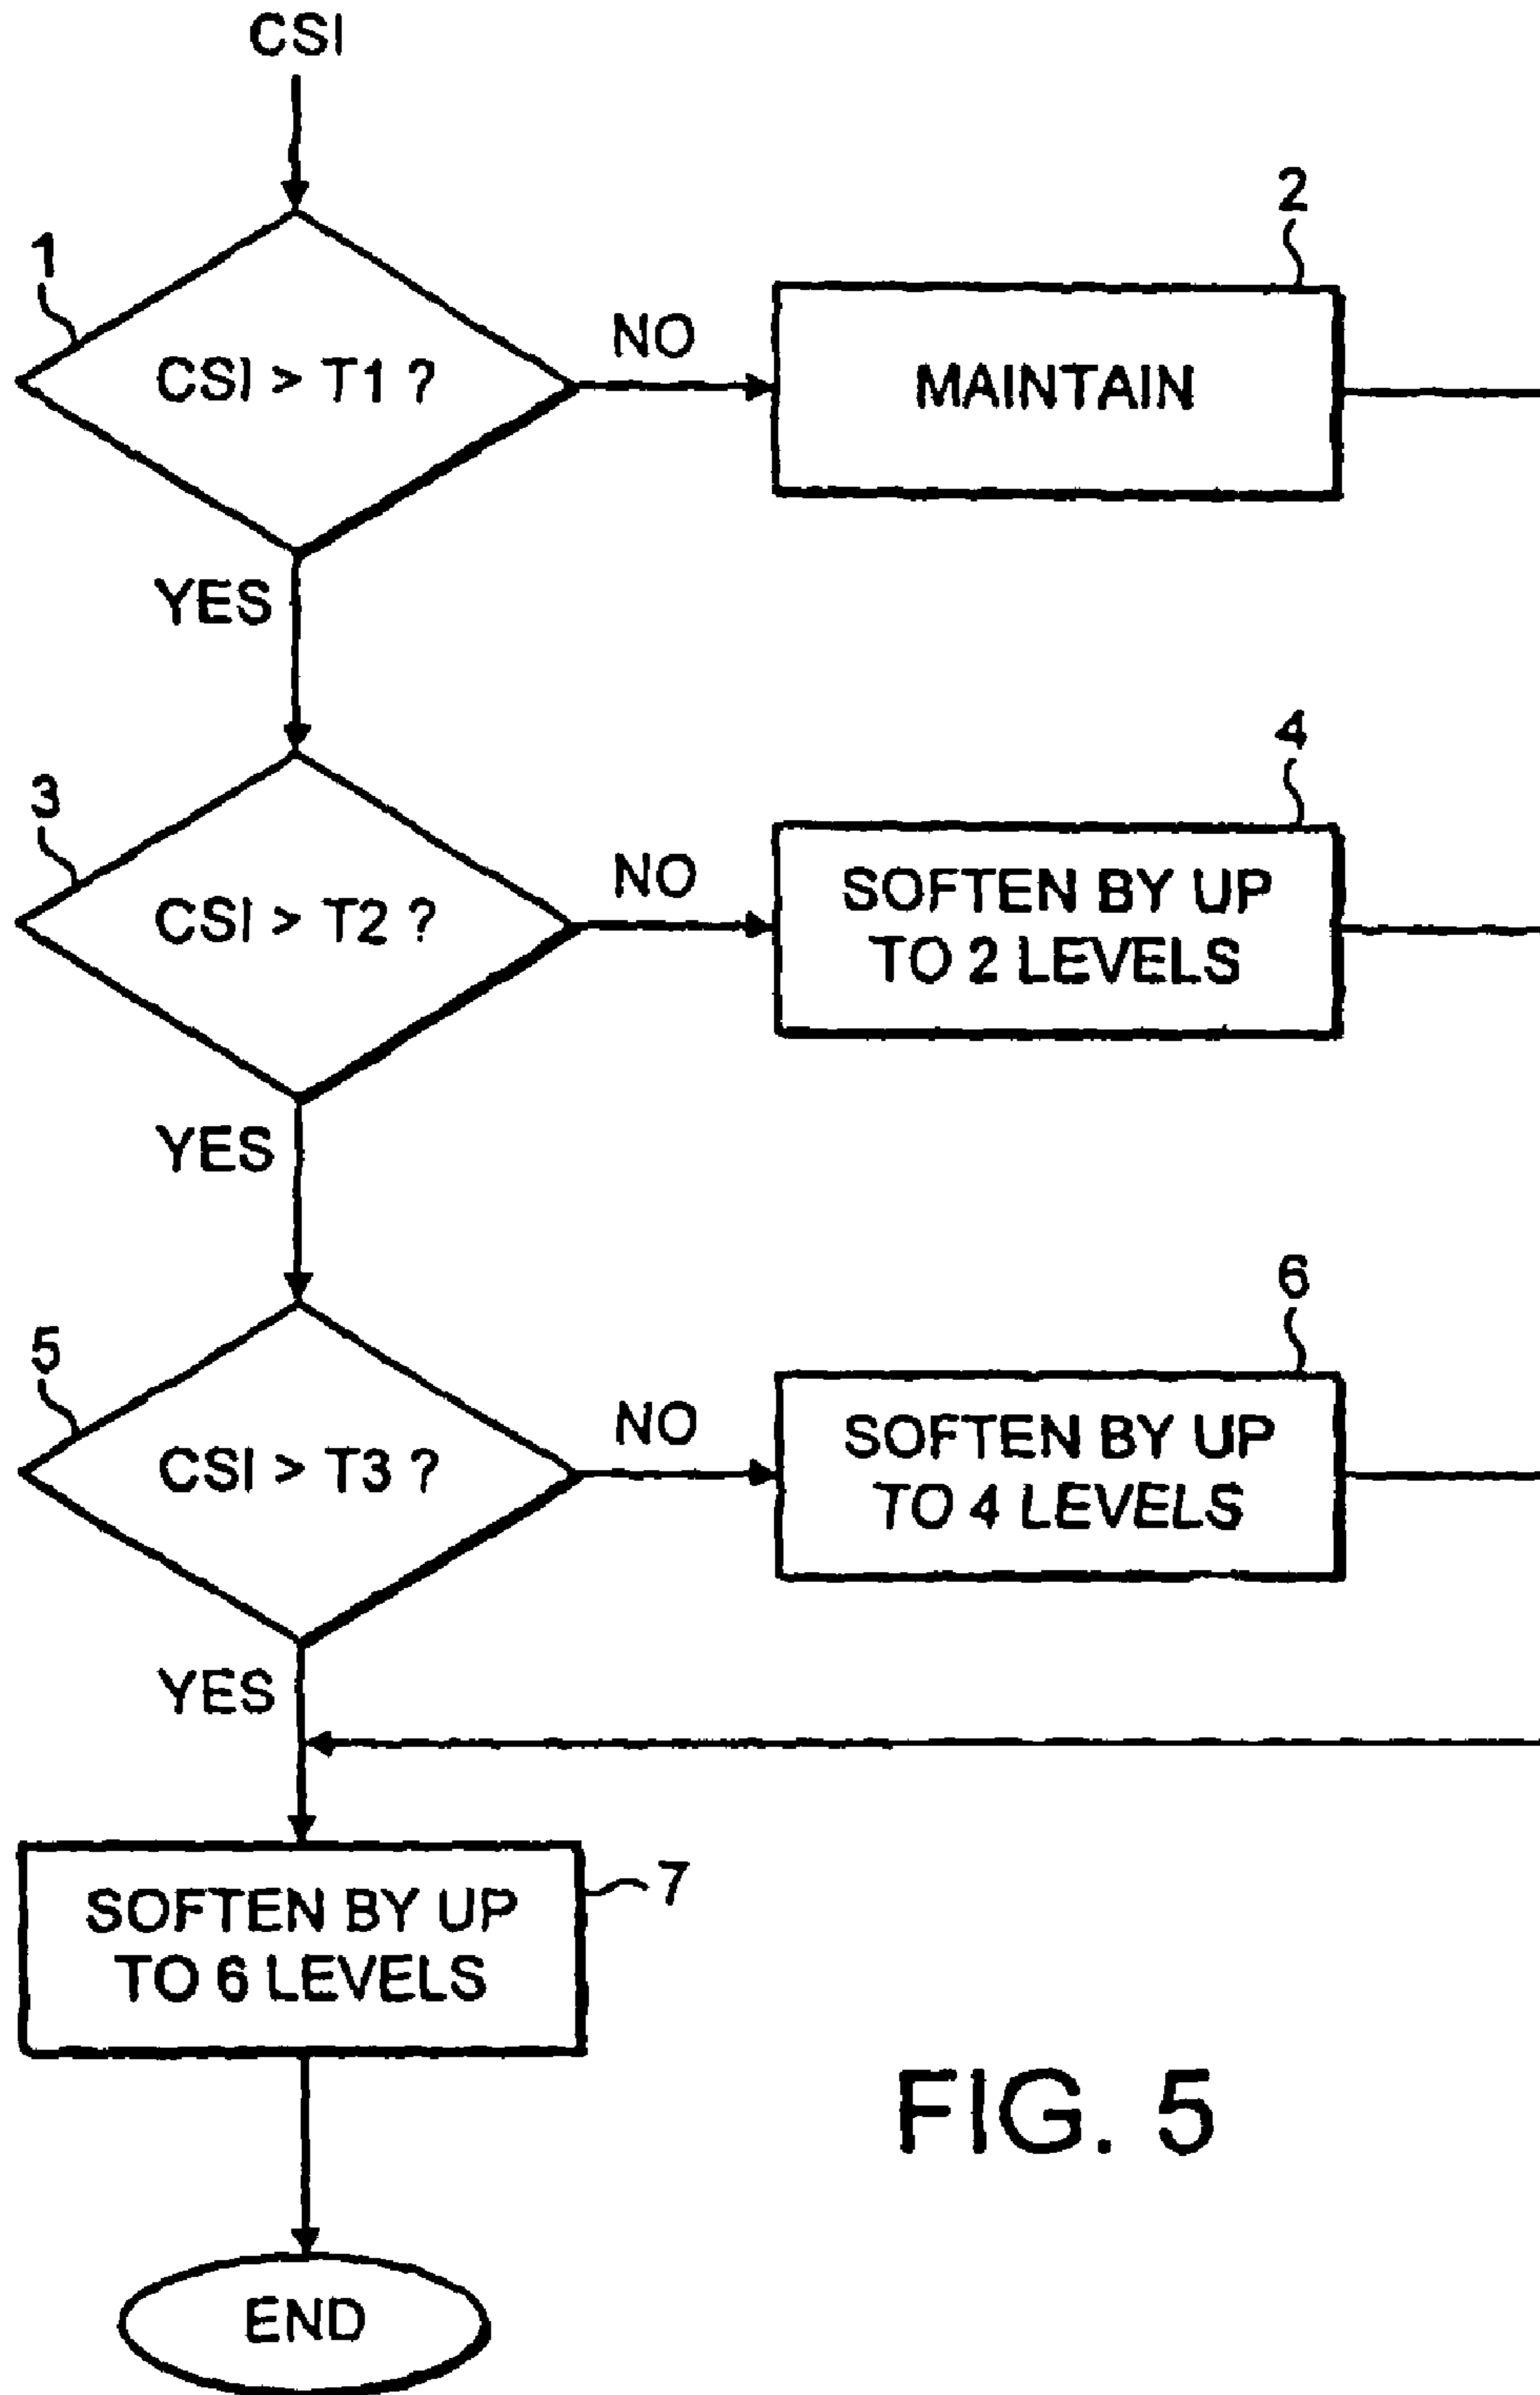 CSI
1
CSI > T1 ?
NO
2
MAINTAIN
YES
3
CSI > T2 ?
NO
4
SOFTEN BY UP
TO 2 LEVELS
YES
5
CSI > T3 ?
NO
6
SOFTEN BY UP
TO 4 LEVELS
YES
SOFTEN BY UP
TO 6 LEVELS
7
END
FIG. 5